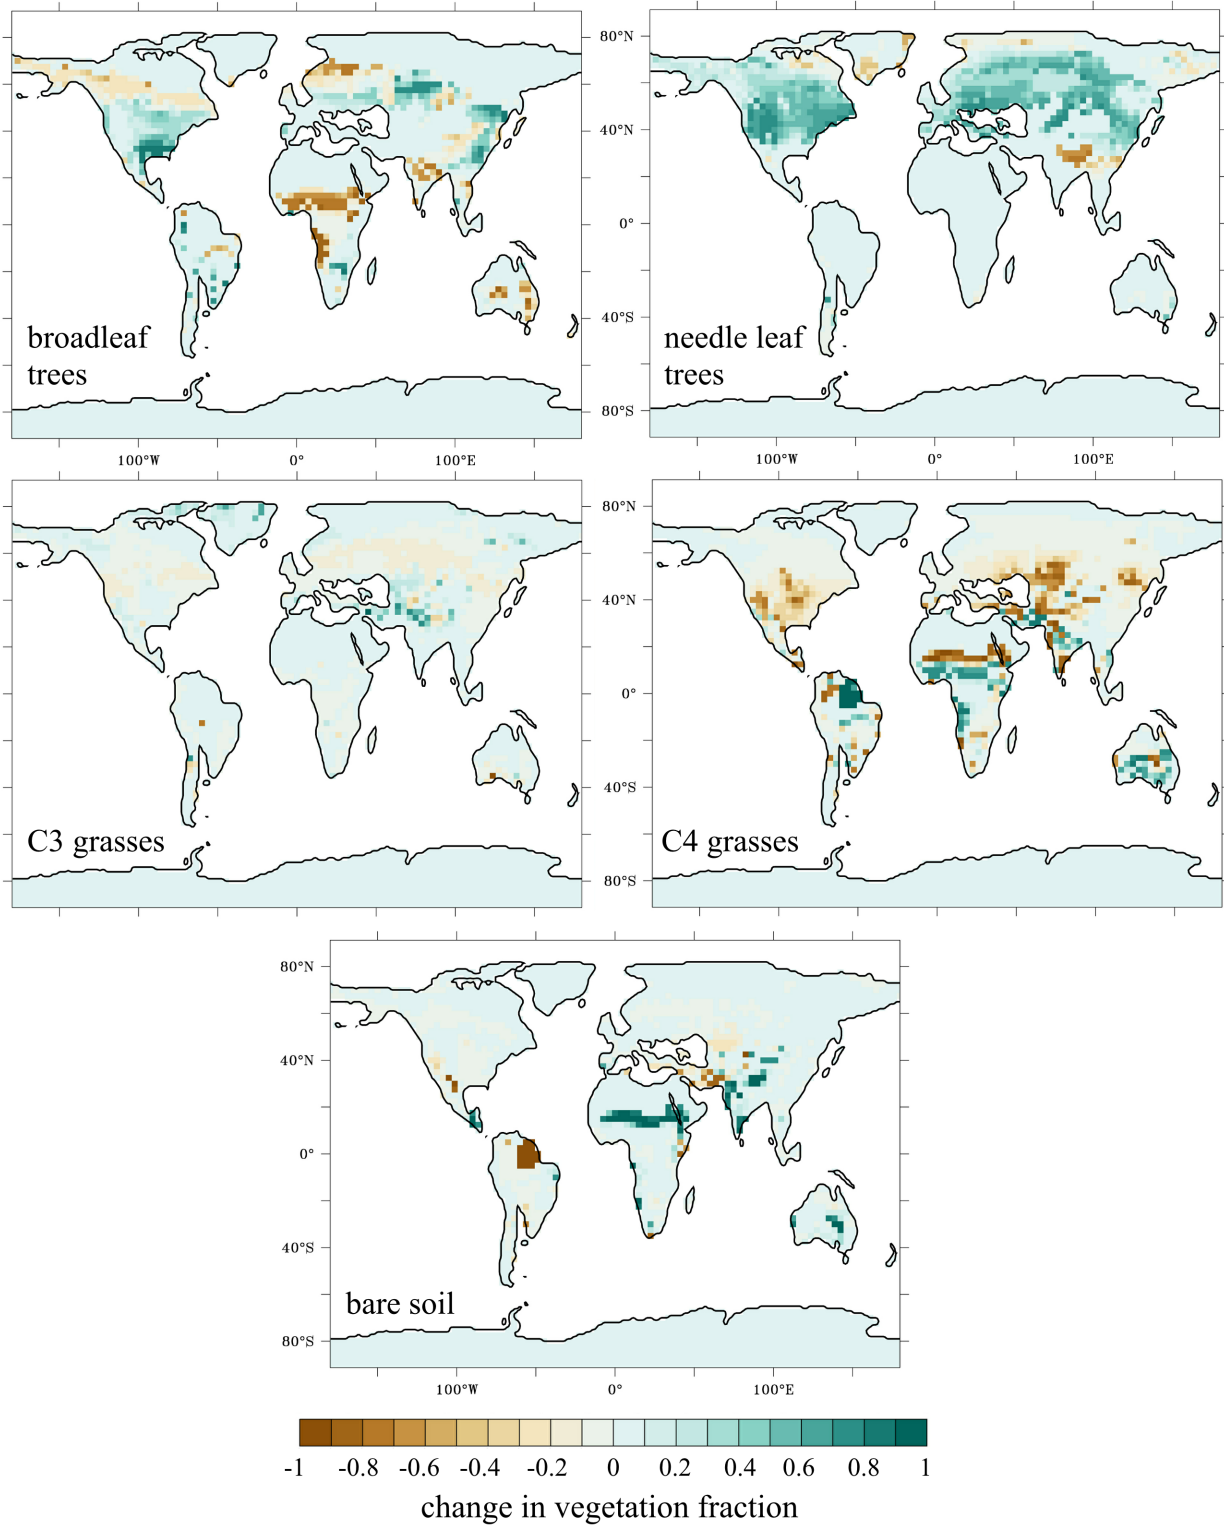 80°N
40°N
0°
40°S
80°S
broadleaf
trees
needle leaf
trees
100°W 0° 100°E
100°W 0° 100°E
80°N
40°N
0°
40°S
80°S
C3 grasses
C4 grasses
80°N
40°N
0°
40°S
80°S
bare soil
100°W 0° 100°E
-1 -0.8 -0.6 -0.4 -0.2 0 0.2 0.4 0.6 0.8 1
change in vegetation fraction